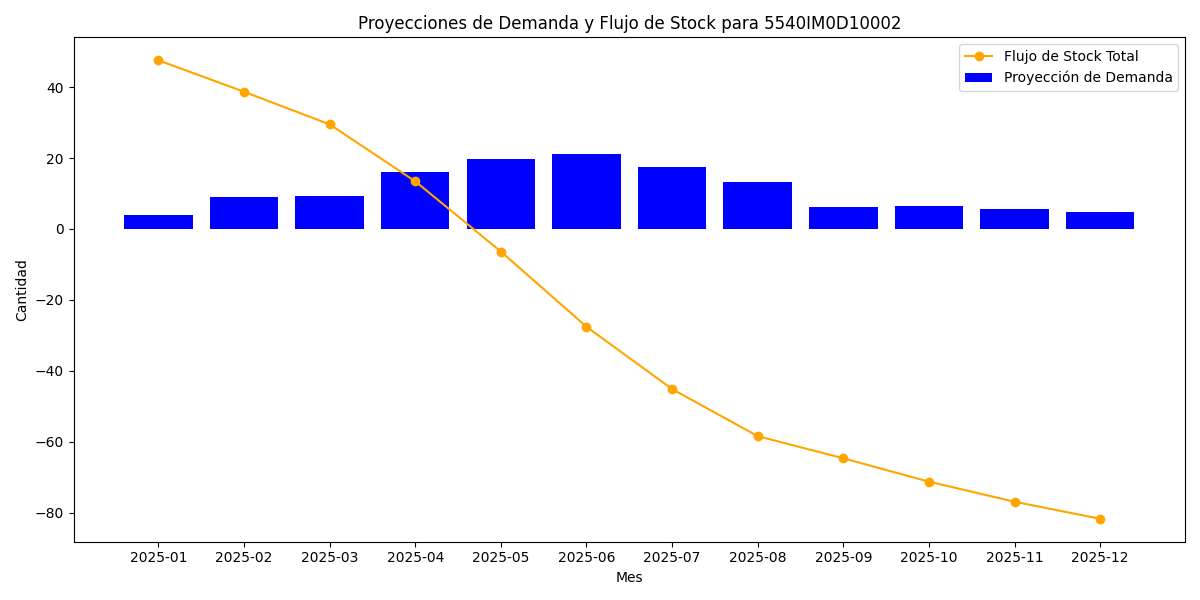 Proyecciones de Demanda y Flujo de Stock para 5540IM0D10002
Flujo de Stock Total
Proyección de Demanda
Cantidad
40
20
0
−20
−40
−60
−80
2025-01 2025-02 2025-03 2025-04 2025-05 2025-06 2025-07 2025-08 2025-09 2025-10 2025-11 2025-12
Mes